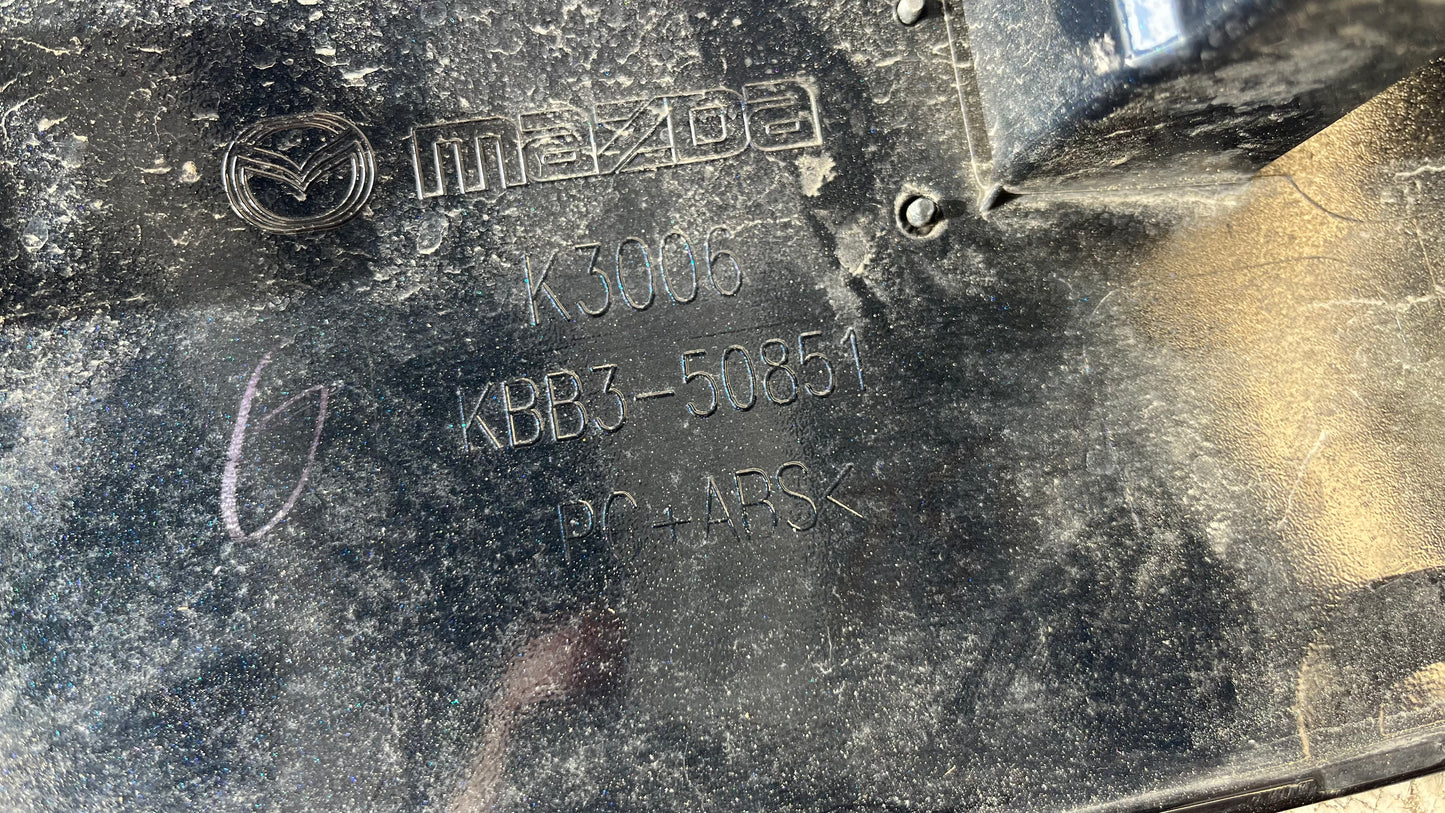 mazda
K3006
KBB3-50851
PC+ABS<